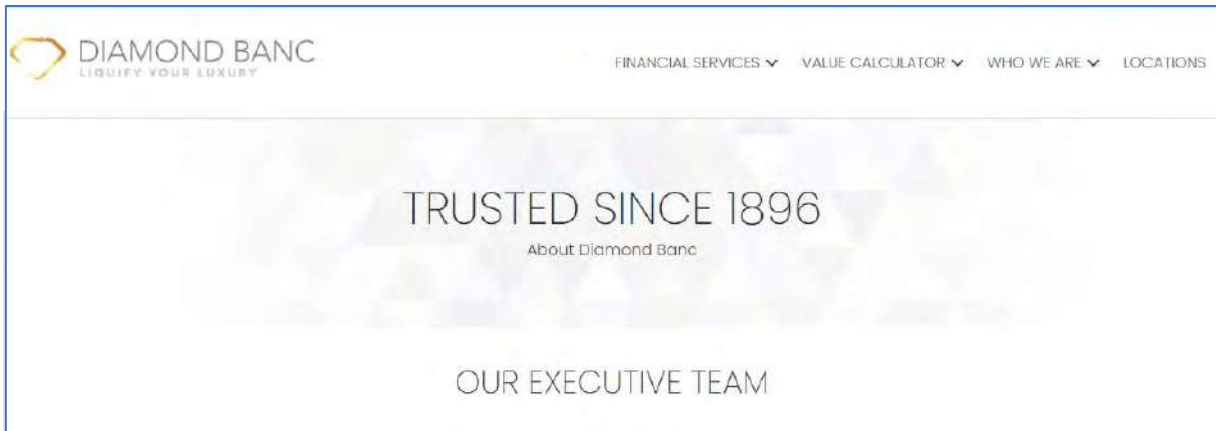 DIAMOND BANC
LIQUIFY YOUR LUXURY
FINANCIAL SERVICES VALUE CALCULATOR WHO WE ARE LOCATIONS
TRUSTED SINCE 1896
About Diamond Banc
OUR EXECUTIVE TEAM